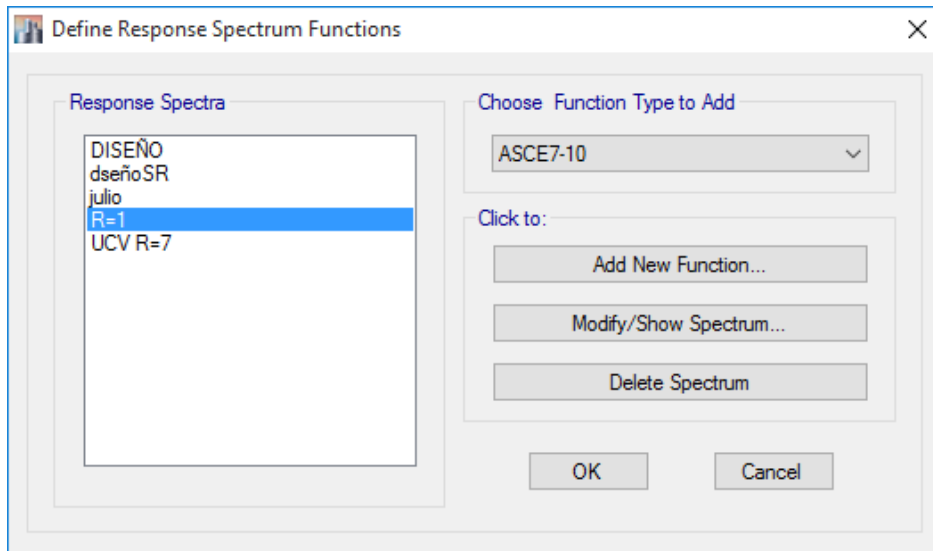 Define Response Spectrum Functions
Response Spectra
DISEÑO
dseñoSR
julio
R=1
UCV R=7
Choose Function Type to Add
ASCE7-10
Click to:
Add New Function...
Modify/Show Spectrum...
Delete Spectrum
OK
Cancel